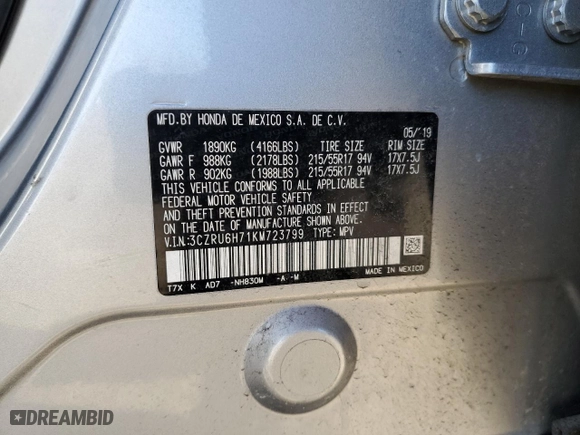 MFD.BY HONDA DE MEXICO S.A. DE C.V.
05/'19
GVWR 1890KG (4166LBS) TIRE SIZE RIM SIZE
GAWR F 988KG (2178LBS) 215/55R17 94V 17X7.5J
GAWR R 902KG (1988LBS) 215/55R17 94V 17X7.5J
THIS VEHICLE CONFORMS TO ALL APPLICABLE
FEDERAL MOTOR VEHICLE SAFETY
AND THEFT PREVENTION STANDARDS IN EFFECT
ON THE DATE OF MANUFACTURE SHOWN ABOVE.
V.I.N:3CZRU6H71KM723799 TYPE: MPV
T7X K AD7 -NH830M -A -M MADE IN MEXICO
DREAMBID